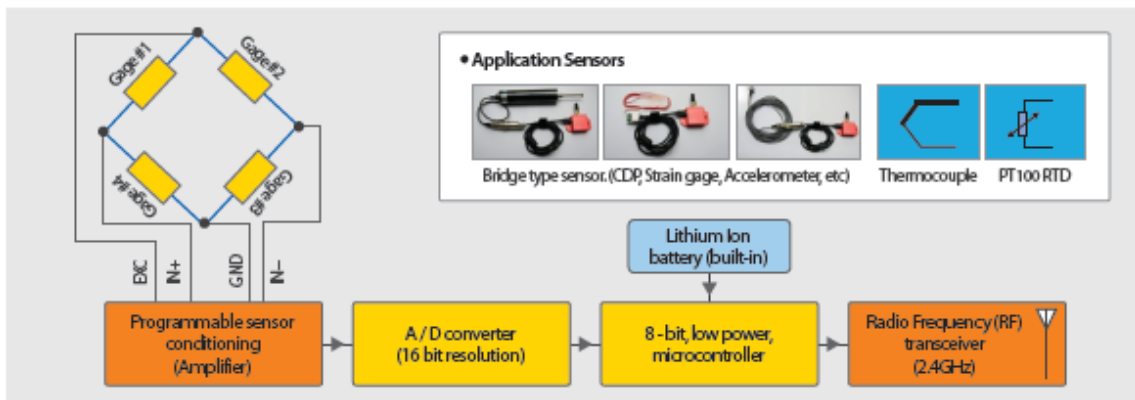 Gage #1
Gage #2
Gage #4
Gage #3
EXC
IN+
GND
IN–
• Application Sensors
Bridge type sensor. (CDP, Strain gage, Accelerometer, etc)
Thermocouple
PT100 RTD
Lithium Ion
battery (built-in)
Programmable sensor
conditioning
(Amplifier)
A / D converter
(16 bit resolution)
8 - bit, low power,
microcontroller
Radio Frequency (RF)
transceiver
(2.4GHz)